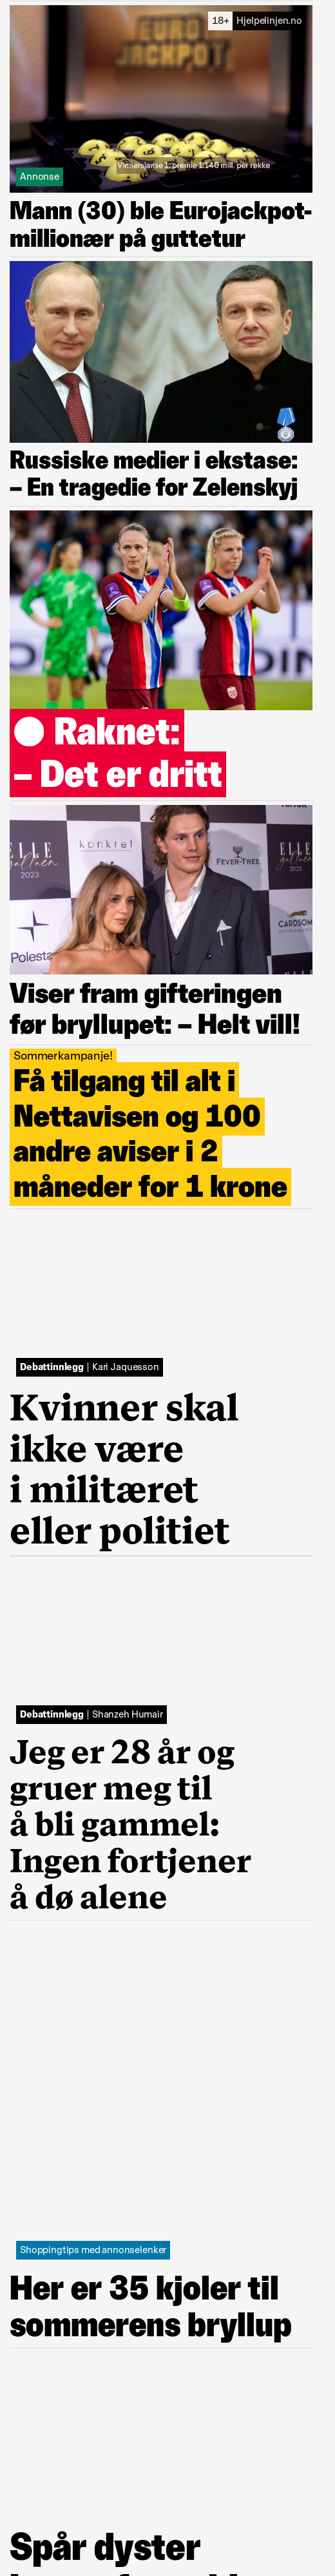 18+ Hjelpelinjen.no
EURO
JACKPOT
Vinnersjanse 1. premie 1:140 mill. per rekke
Annonse
Mann (30) ble Eurojackpot-
millionær på guttetur
Russiske medier i ekstase:
– En tragedie for Zelenskyj
Raknet:
– Det er dritt
konkret
ELLE
gallaen
2023
FEVER-TREE
ELLE
2023
Polesta
CARDSOM
Viser fram gifteringen
før bryllupet: – Helt vill!
Sommerkampanje!
Få tilgang til alt i
Nettavisen og 100
andre aviser i 2
måneder for 1 krone
Debattinnlegg | Kari Jaquesson
Kvinner skal
ikke være
i militæret
eller politiet
Debattinnlegg | Shanzeh Humair
Jeg er 28 år og
gruer meg til
å bli gammel:
Ingen fortjener
å dø alene
Shoppingtips med annonselenker
Her er 35 kjoler til
sommerens bryllup
Spår dyster